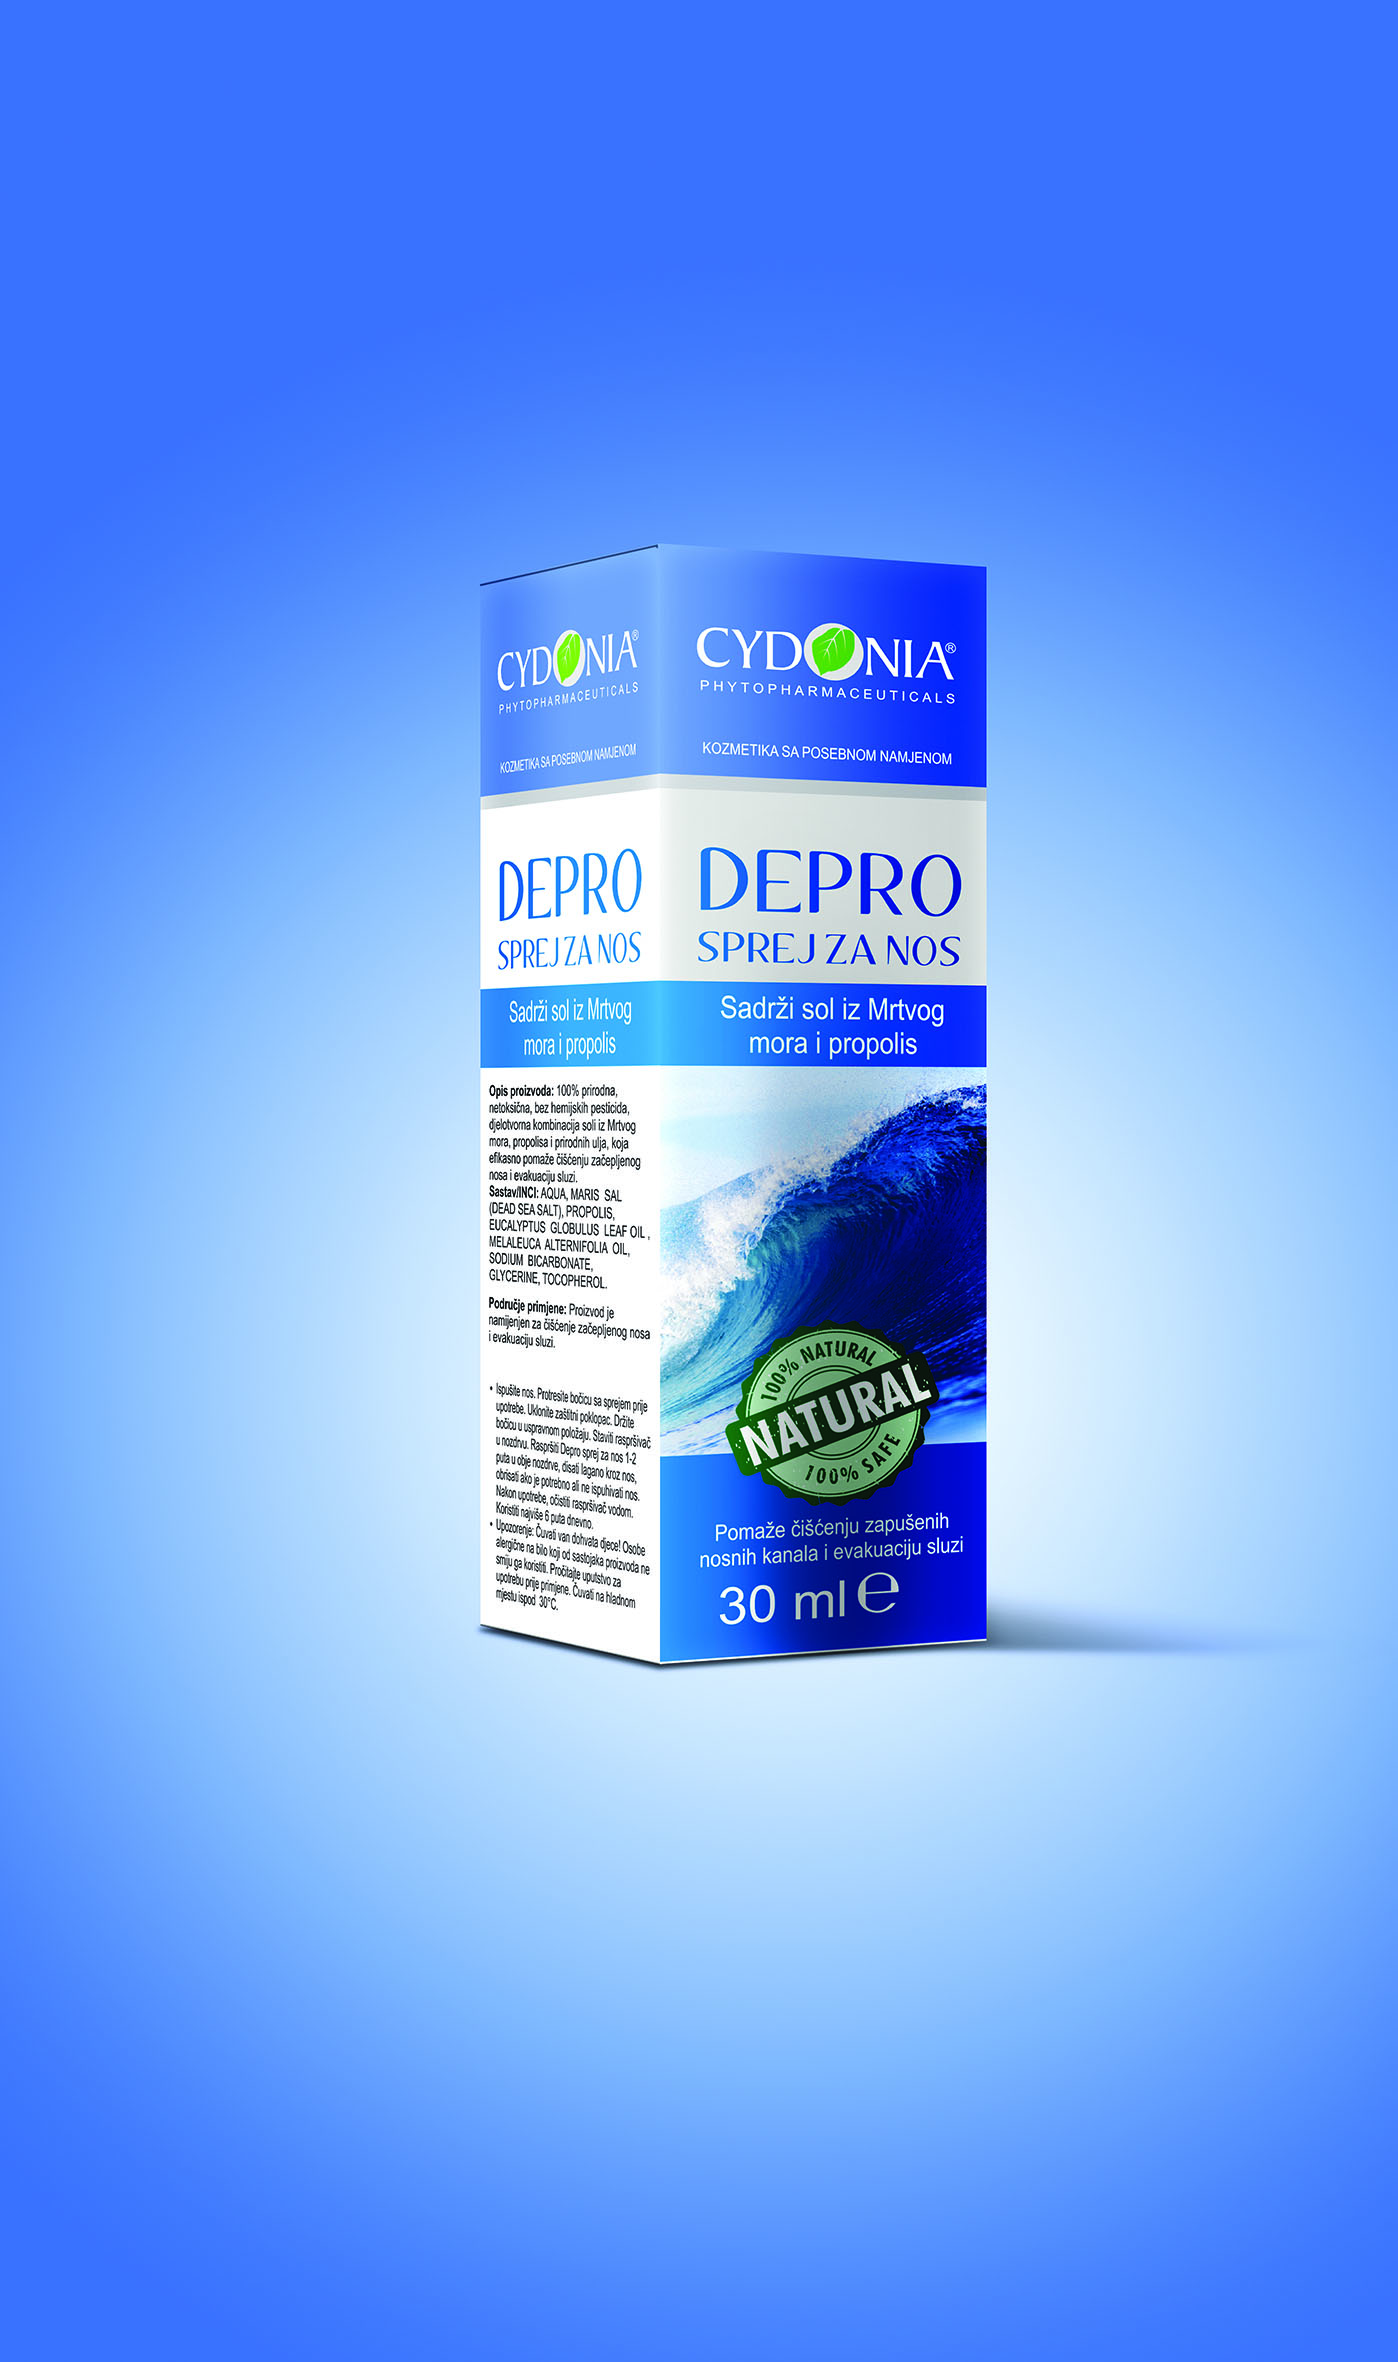 CYDONIA®
PHYTOPHARMACEUTICALS
KOZMETIKA SA POSEBNOM NAMJENOM
DEPRO
SPREJ ZA NOS
Sadrži sol iz Mrtvog
mora i propolis
Opis proizvoda: 100% prirodna,
netoksična, bez hemijskih pesticida,
djelotvorna kombinacija soli iz Mrtvog
mora, propolisa i prirodnih ulja, koja
efikasno pomaže čišćenju začepljenog
nosa i evakuaciju sluzi.
Sastav/INCI: AQUA, MARIS SAL
(DEAD SEA SALT), PROPOLIS,
EUCALYPTUS GLOBULUS LEAF OIL ,
MELALEUCA ALTERNIFOLIA OIL,
SODIUM BICARBONATE,
GLYCERINE, TOCOPHEROL.
Područje primjene: Proizvod je
namijenjen za čišćenje začepljenog nosa
i evakuaciju sluzi.
• Ispušite nos. Protresite bočicu sa sprejem prije
upotrebe. Uklonite zaštitni poklopac. Držite
bočicu u uspravnom položaju. Staviti raspršivač
u nozdrvu. Raspršiti Depro sprej za nos 1-2
puta u obje nozdrve, disati lagano kroz nos,
obrisati ako je potrebno ali ne ispuhivati nos.
Nakon upotrebe, očistiti raspršivač vodom.
Koristiti najviše 6 puta dnevno.
• Upozorenje: Čuvati van dohvata djece! Osobe
alergične na bilo koji od sastojaka proizvoda ne
smiju ga koristiti. Pročitajte uputstvo za
upotrebu prije primjene. Čuvati na hladnom
mjestu ispod 30°C.
CYDONIA®
PHYTOPHARMACEUTICALS
KOZMETIKA SA POSEBNOM NAMJENOM
DEPRO
SPREJ ZA NOS
Sadrži sol iz Mrtvog
mora i propolis
100% NATURAL
NATURAL
100% SAFE
Pomaže čišćenju zapušenih
nosnih kanala i evakuaciju sluzi
30 ml ℮